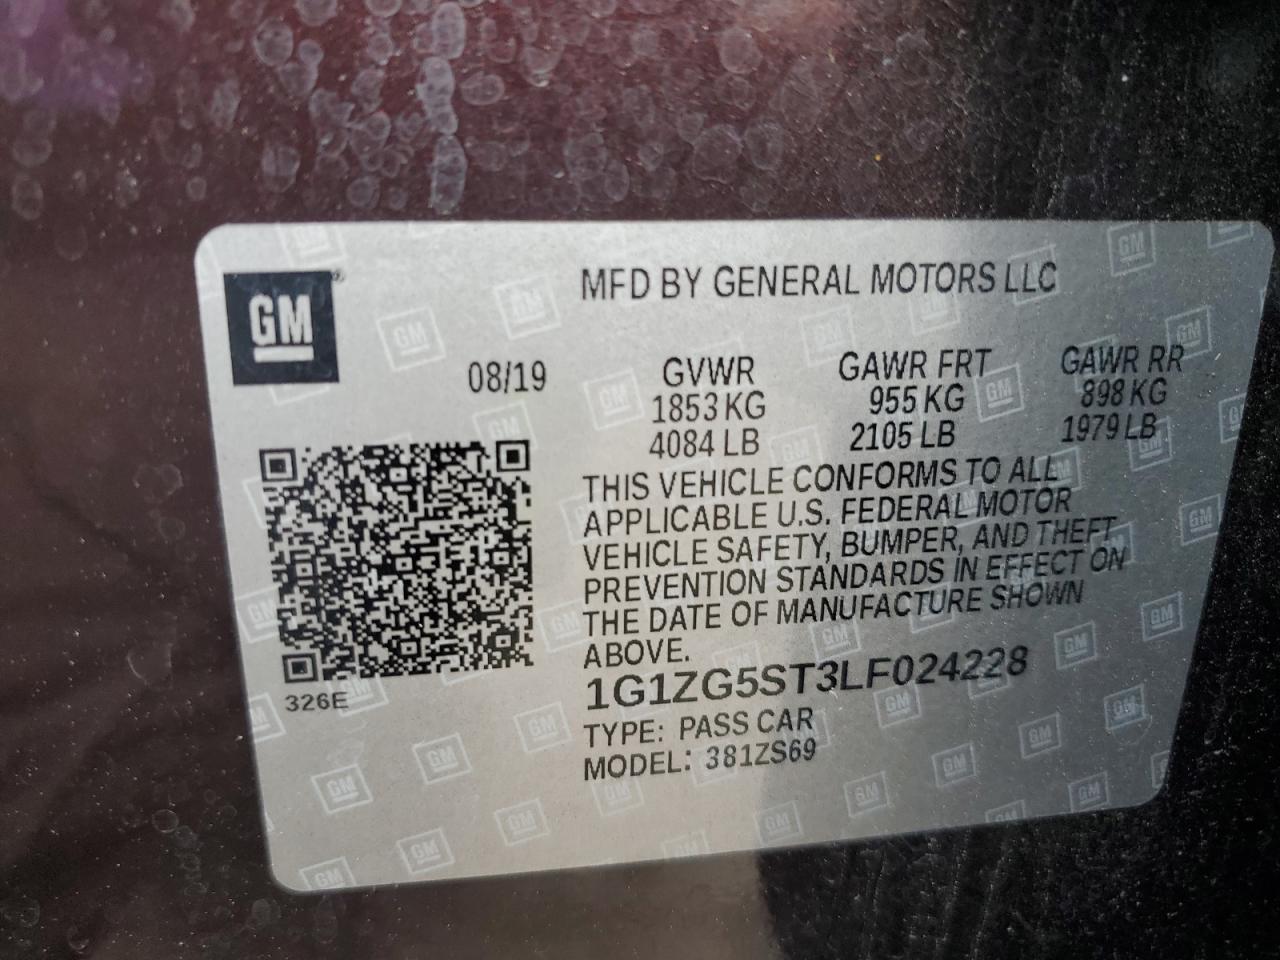 GM
MFD BY GENERAL MOTORS LLC
08/19
GVWR GAWR FRT GAWR RR
1853 KG 955 KG 898 KG
4084 LB 2105 LB 1979 LB
THIS VEHICLE CONFORMS TO ALL
APPLICABLE U.S. FEDERAL MOTOR
VEHICLE SAFETY, BUMPER, AND THEFT
PREVENTION STANDARDS IN EFFECT ON
THE DATE OF MANUFACTURE SHOWN
ABOVE.
1G1ZG5ST3LF024228
326E
TYPE: PASS CAR
MODEL: 381ZS69